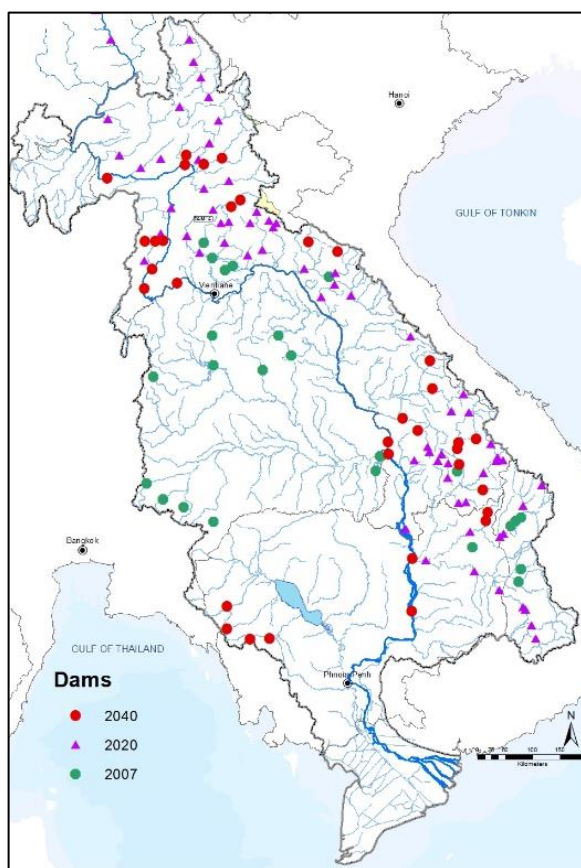 Hanoi
GULF OF TONKIN
Vientiane
Bangkok
GULF OF THAILAND
Phnom Penh
Dams
2040
2020
2007
N
Kilometers